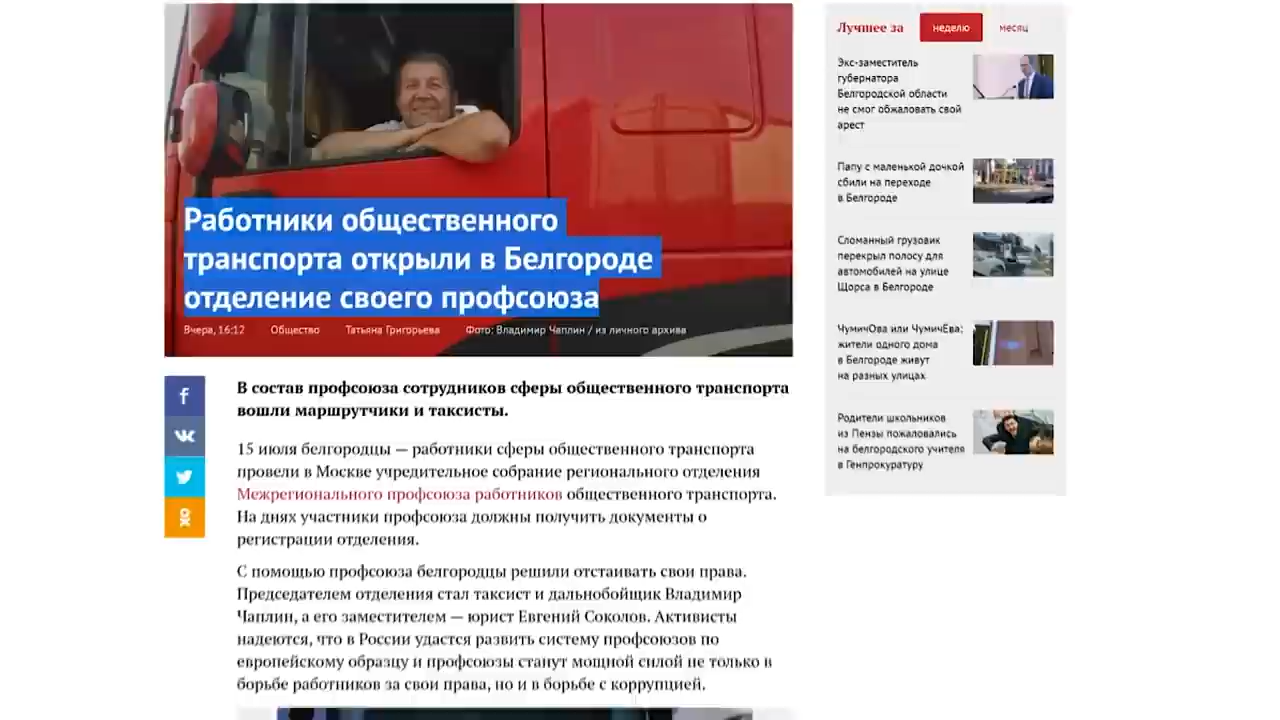 Работники общественного
транспорта открыли в Белгороде
отделение своего профсоюза
Вчера, 16:12 Общество Татьяна Григорьева Фото: Владимир Чаплин / из личного архива
В состав профсоюза сотрудников сферы общественного транспорта
вошли маршрутчики и таксисты.
15 июля белгородцы — работники сферы общественного транспорта
провели в Москве учредительное собрание регионального отделения
Межрегионального профсоюза работников общественного транспорта.
На днях участники профсоюза должны получить документы о
регистрации отделения.
С помощью профсоюза белгородцы решили отстаивать свои права.
Председателем отделения стал таксист и дальнобойщик Владимир
Чаплин, а его заместителем — юрист Евгений Соколов. Активисты
надеются, что в России удастся развить систему профсоюзов по
европейскому образцу и профсоюзы станут мощной силой не только в
борьбе работников за свои права, но и в борьбе с коррупцией.
Лучшее за неделю месяц
Экс-заместитель
губернатора
Белгородской области
не смог обжаловать свой
арест
Папу с маленькой дочкой
сбили на переходе
в Белгороде
Сломанный грузовик
перекрыл полосу для
автомобилей на улице
Щорса в Белгороде
ЧумичОва или ЧумичЕва:
жители одного дома
в Белгороде живут
на разных улицах
Родители школьников
из Пензы пожаловались
на белгородского учителя
в Генпрокуратуру